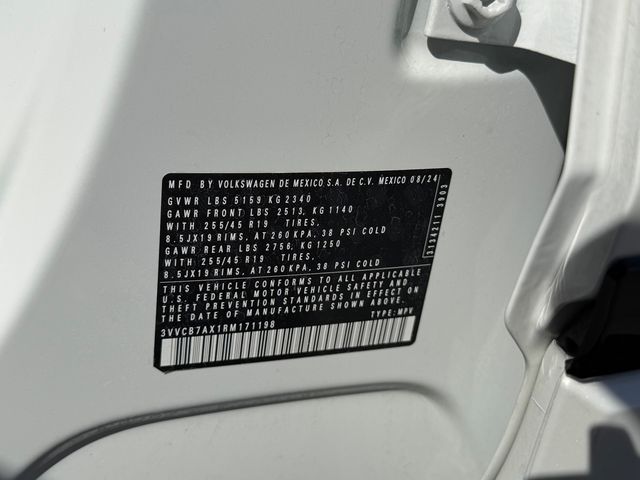 MFD BY VOLKSWAGEN DE MEXICO S.A. DE C.V. MEXICO 08/24
GVWR LBS 5159 KG 2340
GAWR FRONT LBS 2513, KG 1140
WITH 255/45 R19 TIRES.
8.5JX19 RIMS, AT 260 KPA, 38 PSI COLD
GAWR REAR LBS 2756, KG 1250
WITH 255/45 R19 TIRES.
8.5JX19 RIMS, AT 260KPA, 38 PSI COLD
THIS VEHICLE CONFORMS TO ALL APPLICABLE
U.S. FEDERAL MOTOR VEHICLE SAFETY AND
THEFT PREVENTION STANDARDS IN EFFECT ON
THE DATE OF MANUFACTURE SHOWN ABOVE.
3VVCB7AX1RM171198 TYPE: MPV
31342111 3903